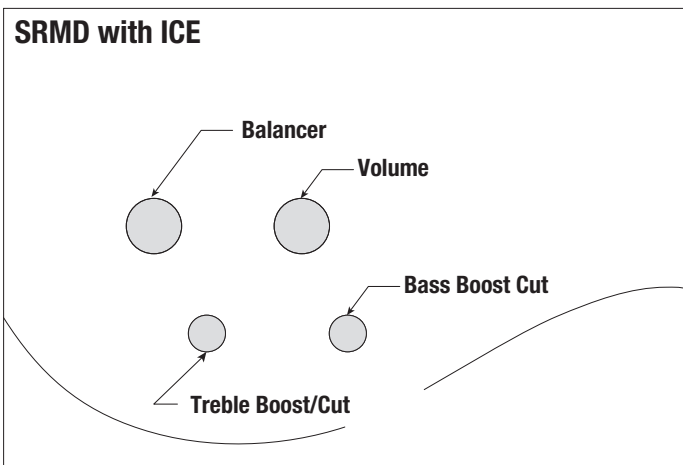 SRMD with ICE
Balancer
Volume
Bass Boost Cut
Treble Boost/Cut